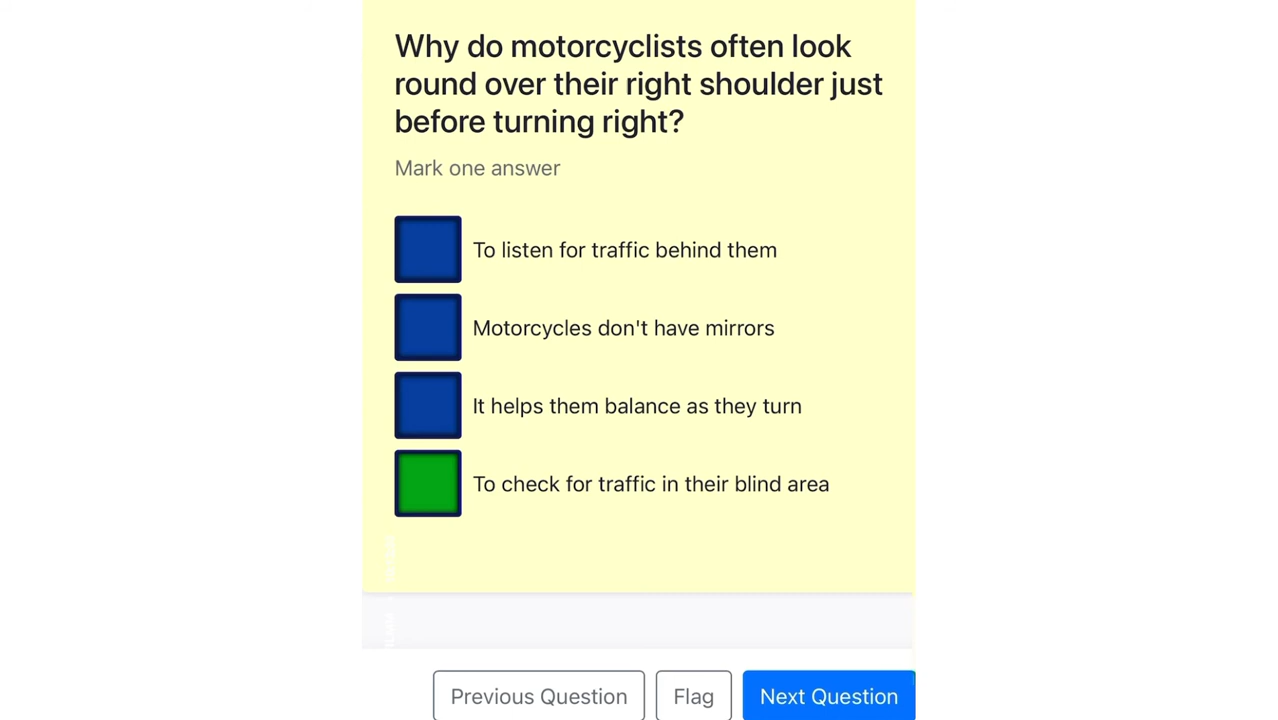 Why do motorcyclists often look
round over their right shoulder just
before turning right?
Mark one answer
To listen for traffic behind them
Motorcycles don't have mirrors
It helps them balance as they turn
To check for traffic in their blind area
Previous Question
Flag
Next Question